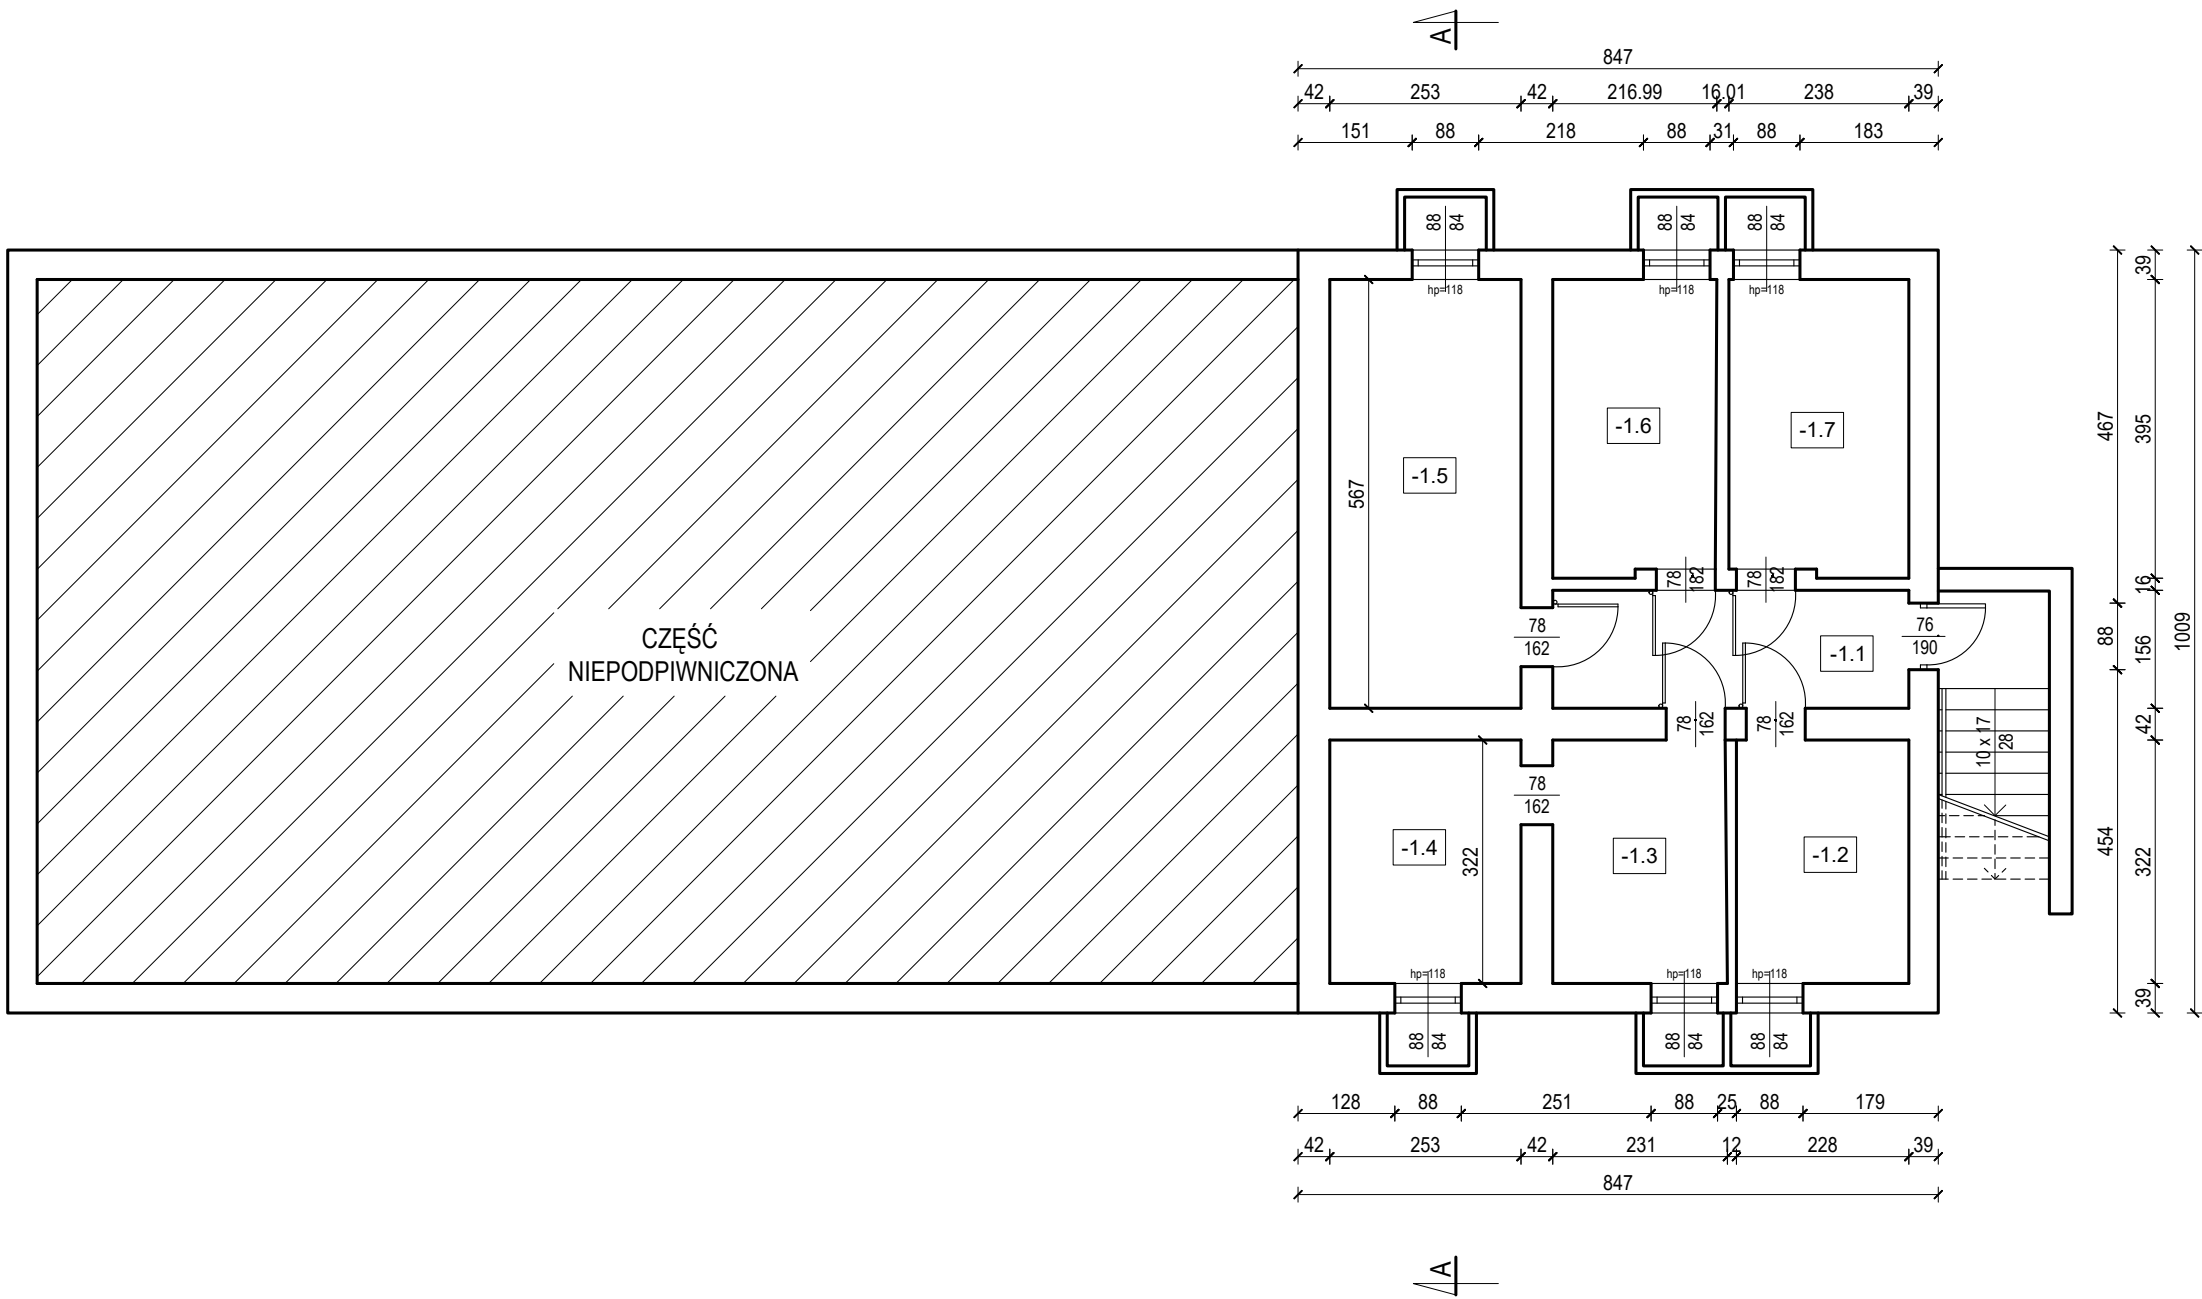 A
847
42 253 42 216.99 16.01 238 39
151 88 218 88 31 88 183
88 84 88 84 88 84
hp=118 hp=118 hp=118
39
467 395
-1.6 -1.7
-1.5
567
78 182 78 182
16
CZĘŚĆ
NIEPODPIWNICZONA
78
162
76
190
-1.1
88 156 1009
78 162 78 162
42
10 x 17
28
78
162
-1.4 -1.3 -1.2
322
454 322
hp=118 hp=118 hp=118
39
88 84 88 84 88 84
128 88 251 88 25 88 179
42 253 42 231 12 228 39
847
A